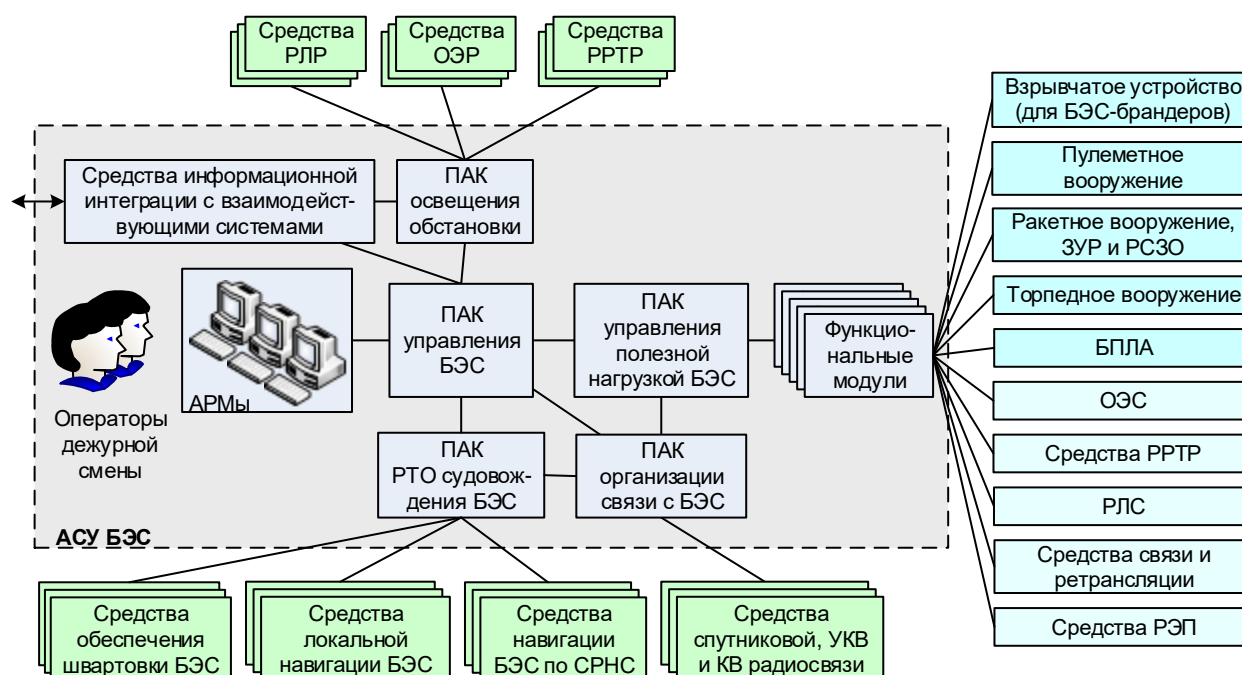 Средства
РЛР
Средства
ОЭР
Средства
РРТР
Средства информационной
интеграции с взаимодейст-
вующими системами
ПАК
освещения
обстановки
Операторы
дежурной
смены
АРМы
ПАК
управления
БЭС
ПАК
управления
полезной
нагрузкой БЭС
Функцио-
нальные
модули
ПАК
РТО судовож-
дения БЭС
ПАК
организации
связи с БЭС
АСУ БЭС
Средства
обеспечения
швартовки БЭС
Средства
локальной
навигации БЭС
Средства
навигации
БЭС по СРНС
Средства
спутниковой, УКВ
и КВ радиосвязи
Взрывчатое устройство
(для БЭС-брандеров)
Пулеметное
вооружение
Ракетное вооружение,
ЗУР и РСЗО
Торпедное вооружение
БПЛА
ОЭС
Средства РРТР
РЛС
Средства связи и
ретрансляции
Средства РЭП